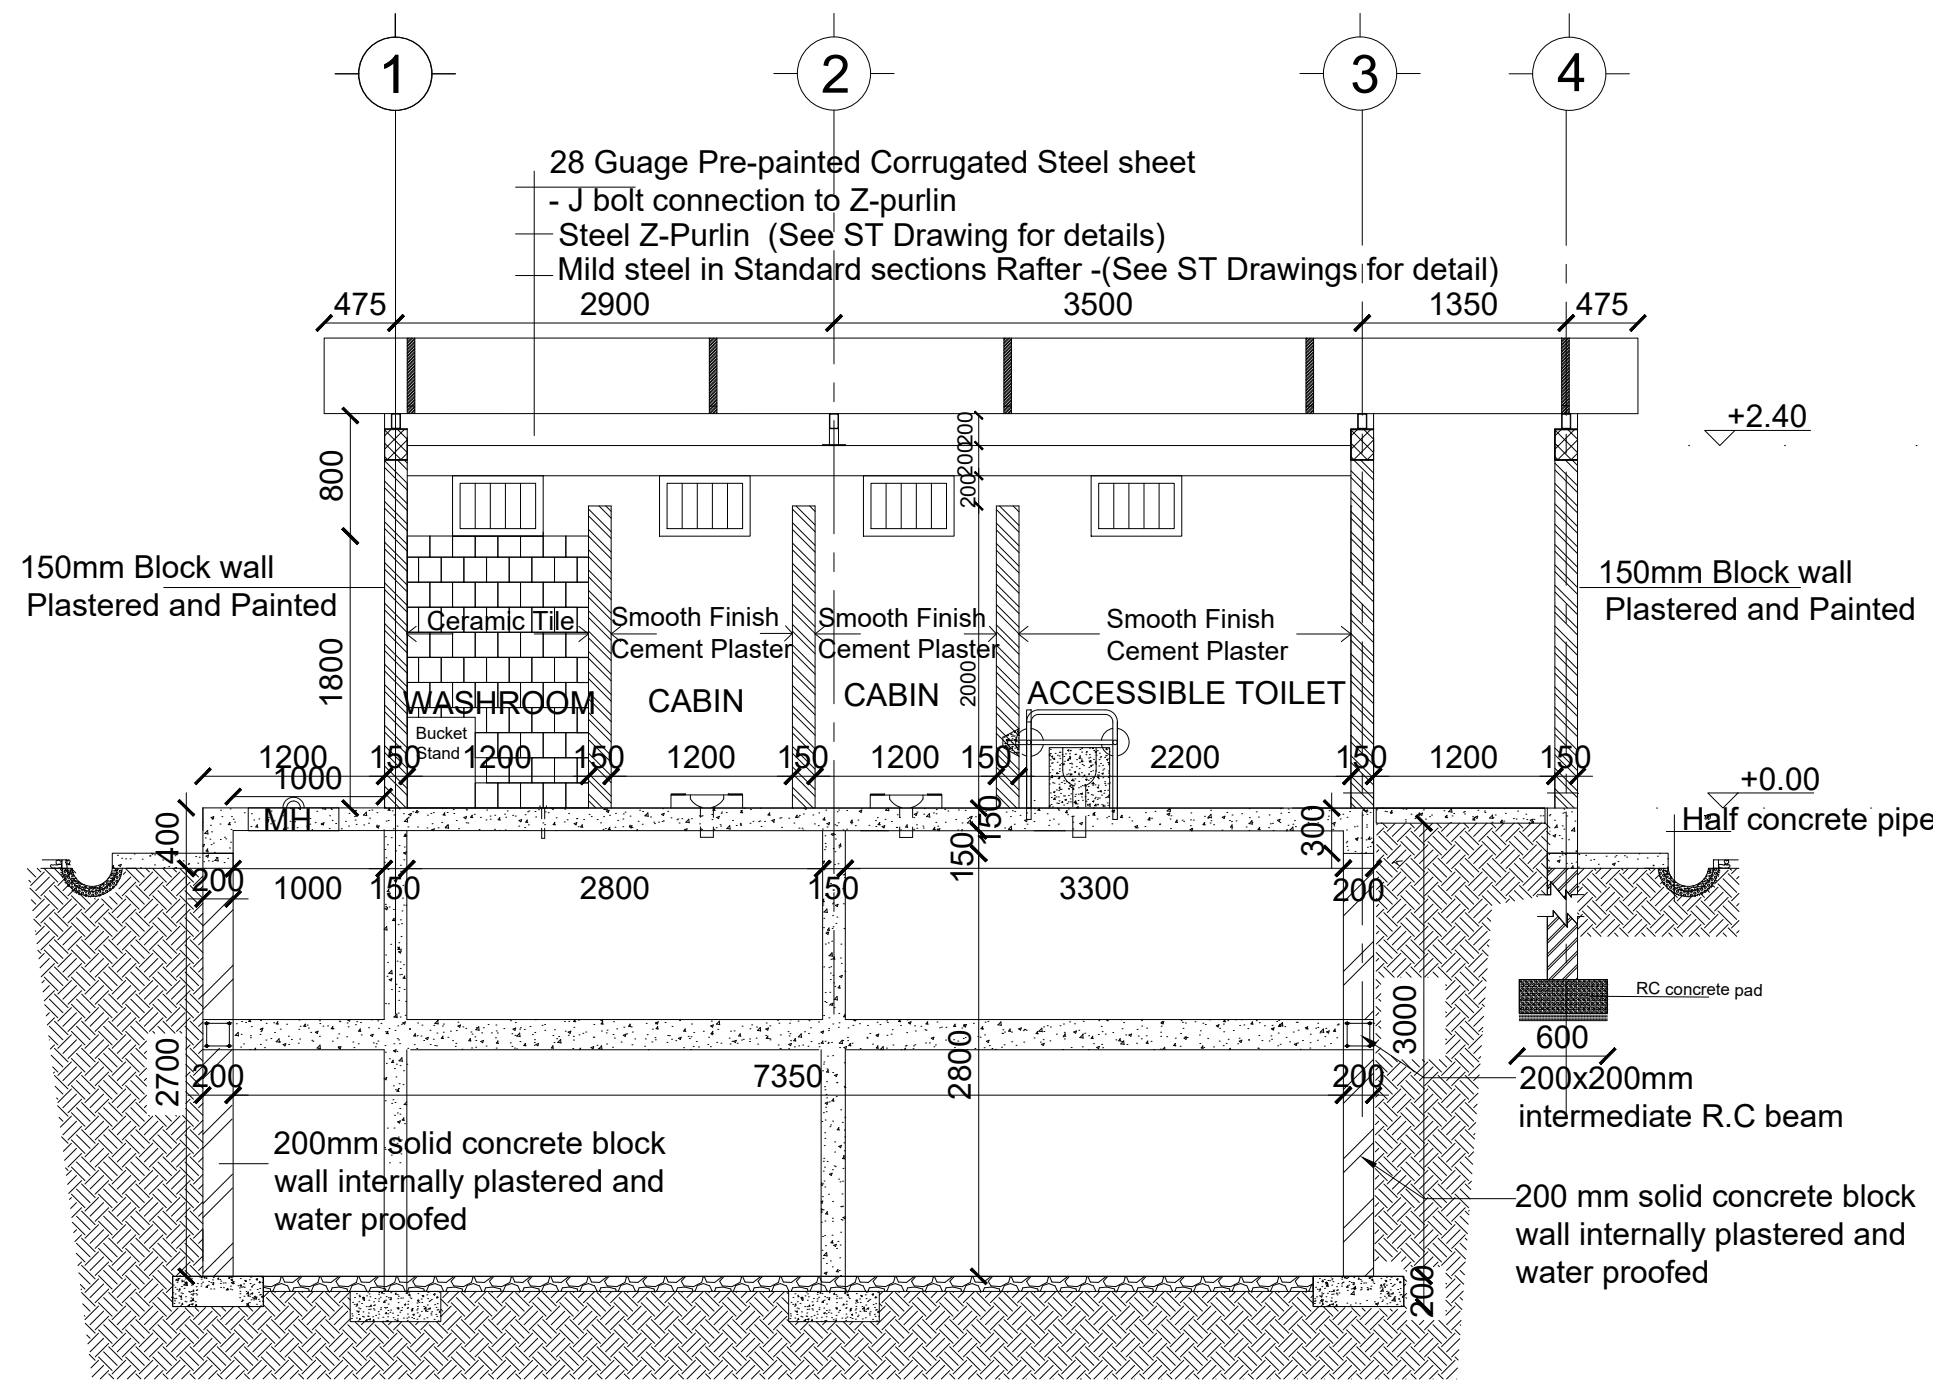 1
2
3
4
28 Guage Pre-painted Corrugated Steel sheet
- J bolt connection to Z-purlin
Steel Z-Purlin (See ST Drawing for details)
Mild steel in Standard sections Rafter -(See ST Drawings for detail)
475
2900
3500
1350
475
+2.40
200
200
200
800
150mm Block wall
Plastered and Painted
150mm Block wall
Plastered and Painted
Ceramic Tile
Smooth Finish
Cement Plaster
Smooth Finish
Cement Plaster
Smooth Finish
Cement Plaster
1800
2000
WASHROOM
CABIN
CABIN
ACCESSIBLE TOILET
Bucket
Stand
1200
150
1200
150
1200
150
1200
150
2200
150
1200
150
1000
+0.00
MH
Half concrete pipe
400
150
150
300
200
1000
150
2800
150
3300
200
RC concrete pad
600
2700
3000
2800
200
7350
200
200x200mm
intermediate R.C beam
200mm solid concrete block
wall internally plastered and
water proofed
200 mm solid concrete block
wall internally plastered and
water proofed
200